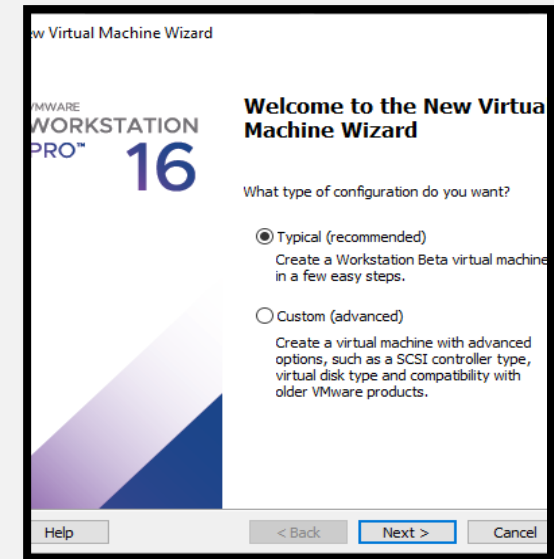 ew Virtual Machine Wizard
VMWARE
WORKSTATION
PRO™
16
Welcome to the New Virtua
Machine Wizard
What type of configuration do you want?
Typical (recommended)
Create a Workstation Beta virtual machine
in a few easy steps.
Custom (advanced)
Create a virtual machine with advanced
options, such as a SCSI controller type,
virtual disk type and compatibility with
older VMware products.
Help
< Back
Next >
Cancel